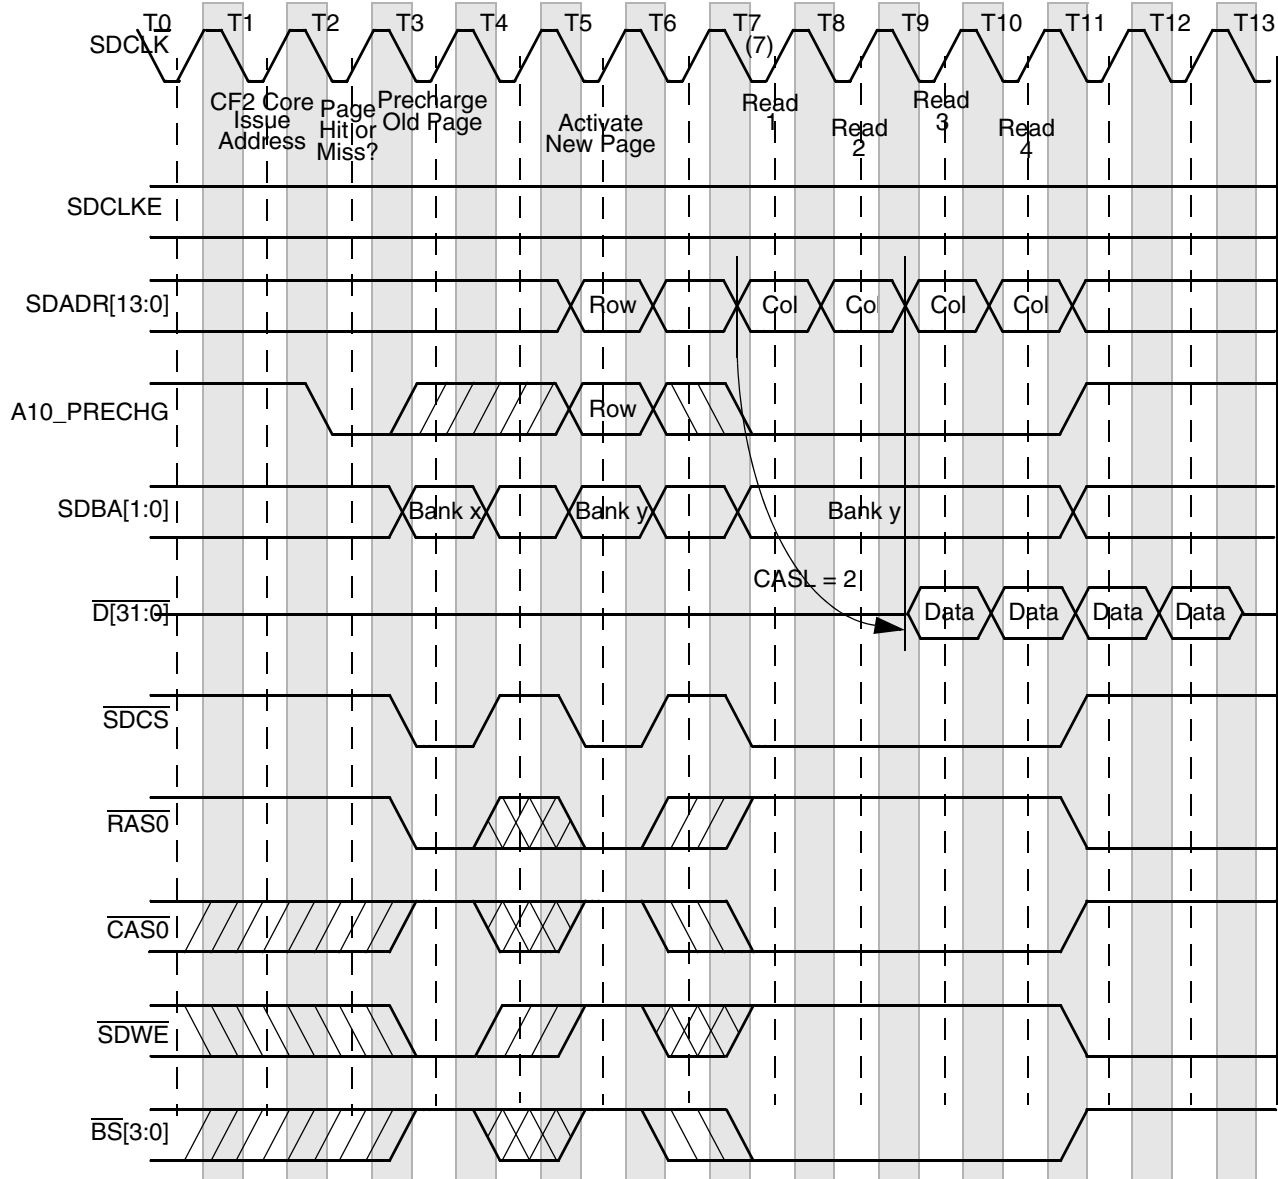 T0 T1 T2 T3 T4 T5 T6 T7 T8 T9 T10 T11 T12 T13
SDCLK (7)
CF2 Core
Issue
Address
Page
Hit or
Miss?
Precharge
Old Page
Activate
New Page
Read
1
Read
2
Read
3
Read
4
SDCLKE
SDADR[13:0] Row Col Col Col Col
A10_PRECHG Row
SDBA[1:0] Bank x Bank y Bank y
CASL = 2
D[31:0] Data Data Data Data
SDCS
RAS0
CAS0
SDWE
BS[3:0]